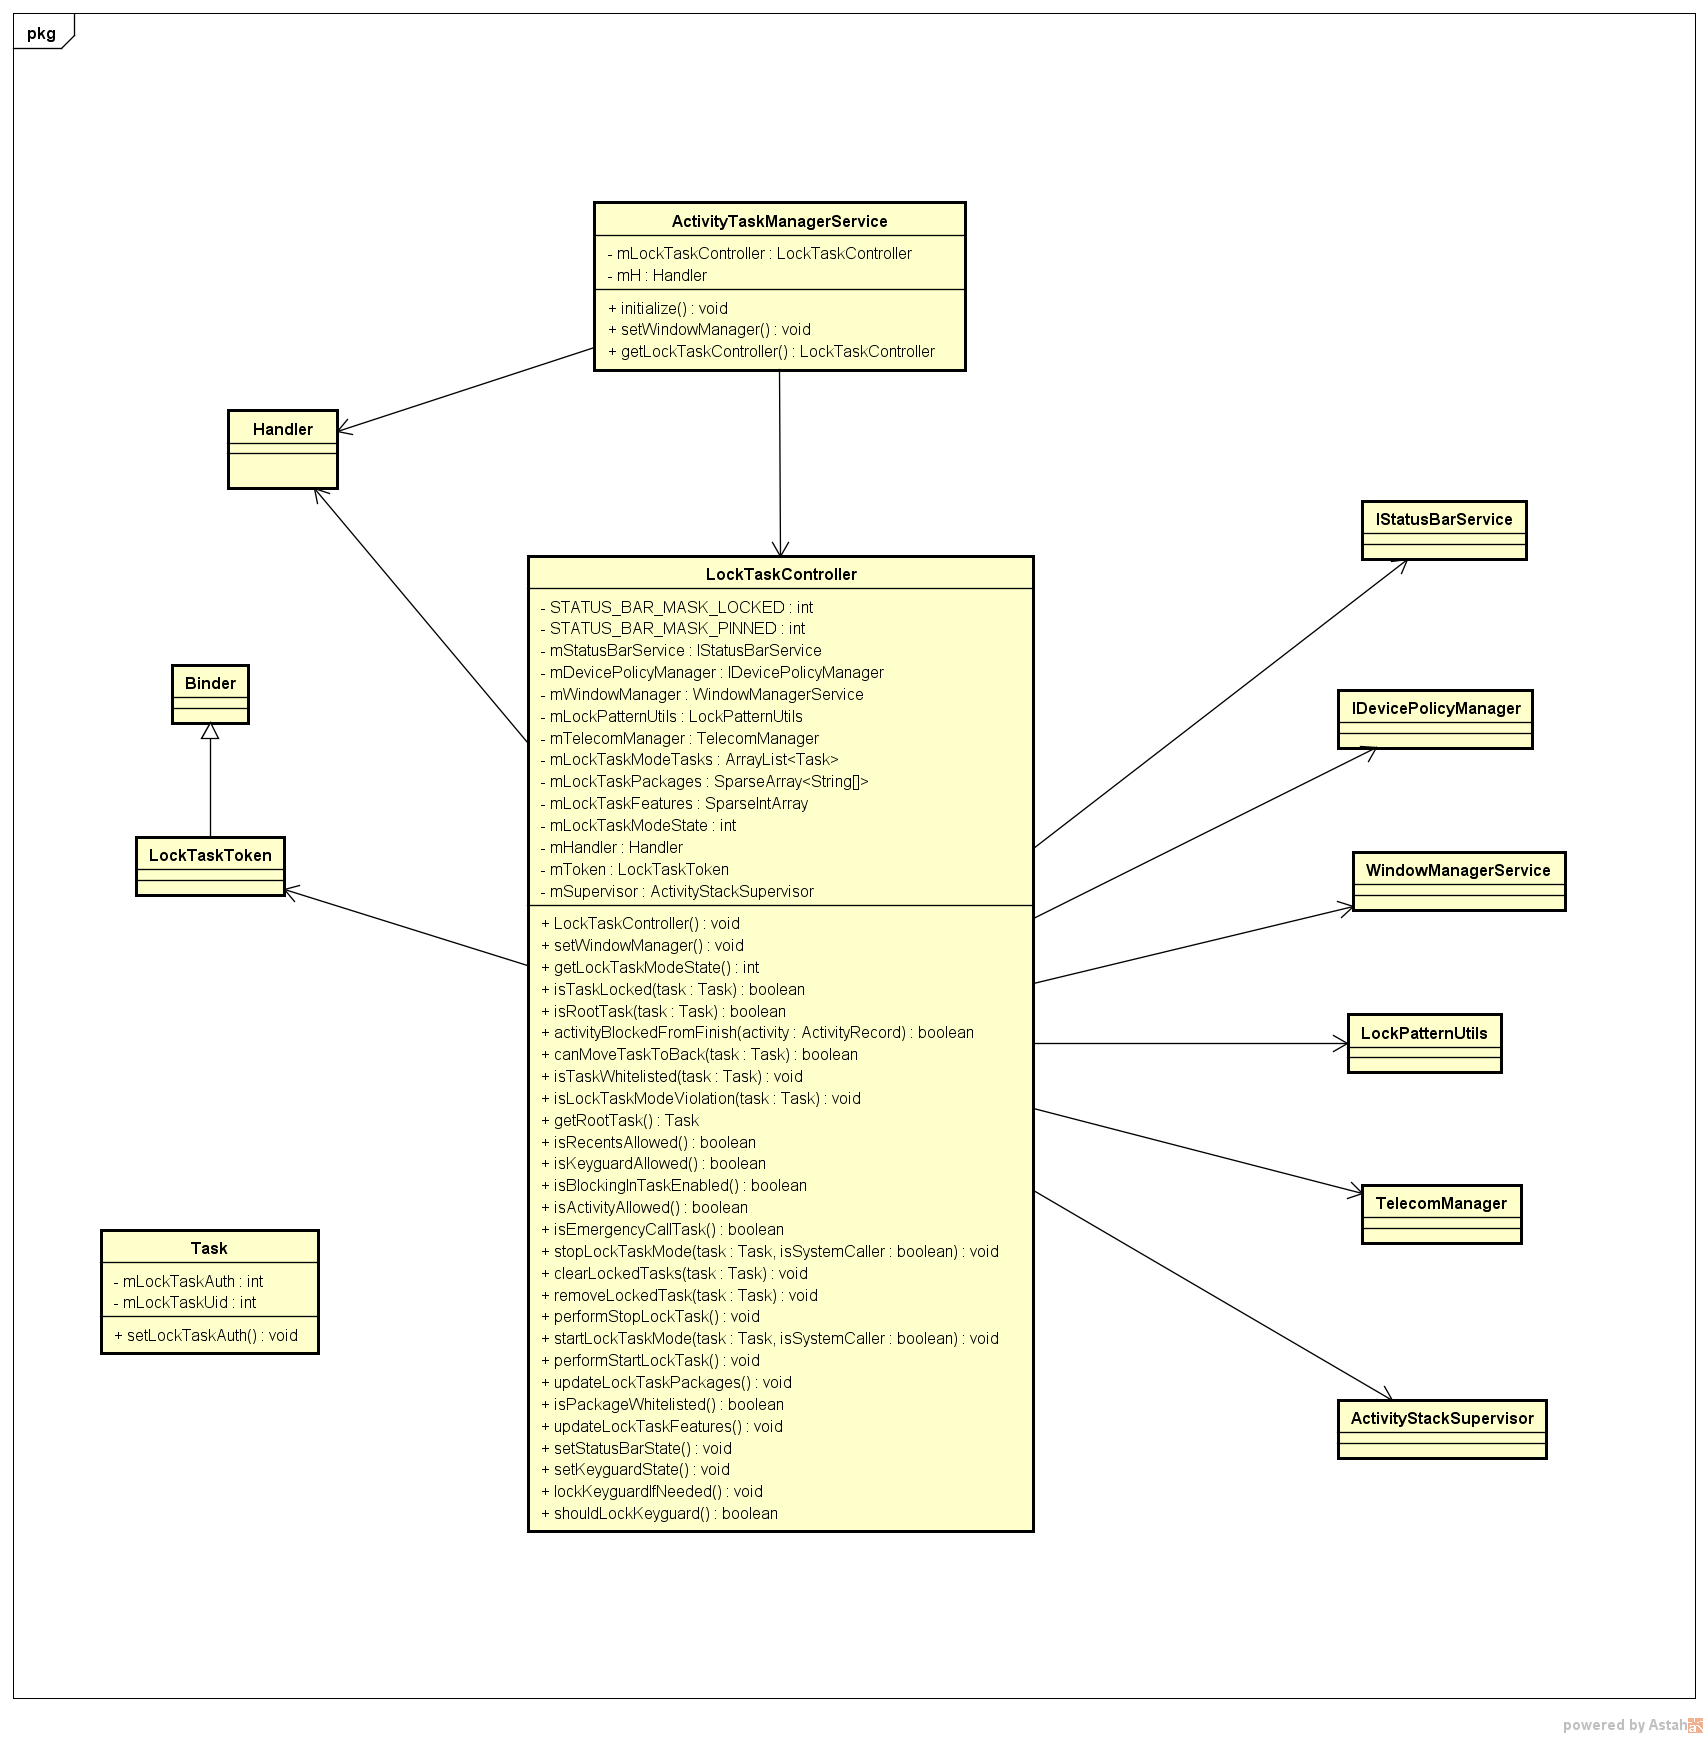 pkg
ActivityTaskManagerService
- mLockTaskController : LockTaskController
- mH : Handler
+ initialize() : void
+ setWindowManager() : void
+ getLockTaskController() : LockTaskController
Handler
IStatusBarService
LockTaskController
- STATUS_BAR_MASK_LOCKED : int
- STATUS_BAR_MASK_PINNED : int
- mStatusBarService : IStatusBarService
- mDevicePolicyManager : IDevicePolicyManager
- mWindowManager : WindowManagerService
- mLockPatternUtils : LockPatternUtils
- mTelecomManager : TelecomManager
- mLockTaskModeTasks : ArrayList<Task>
- mLockTaskPackages : SparseArray<String[]>
- mLockTaskFeatures : SparseIntArray
- mLockTaskModeState : int
- mHandler : Handler
- mToken : LockTaskToken
- mSupervisor : ActivityStackSupervisor
+ LockTaskController() : void
+ setWindowManager() : void
+ getLockTaskModeState() : int
+ isTaskLocked(task : Task) : boolean
+ isRootTask(task : Task) : boolean
+ activityBlockedFromFinish(activity : ActivityRecord) : boolean
+ canMoveTaskToBack(task : Task) : boolean
+ isTaskWhitelisted(task : Task) : void
+ isLockTaskModeViolation(task : Task) : void
+ getRootTask() : Task
+ isRecentsAllowed() : boolean
+ isKeyguardAllowed() : boolean
+ isBlockingInTaskEnabled() : boolean
+ isActivityAllowed() : boolean
+ isEmergencyCallTask() : boolean
+ stopLockTaskMode(task : Task, isSystemCaller : boolean) : void
+ clearLockedTasks(task : Task) : void
+ removeLockedTask(task : Task) : void
+ performStopLockTask() : void
+ startLockTaskMode(task : Task, isSystemCaller : boolean) : void
+ performStartLockTask() : void
+ updateLockTaskPackages() : void
+ isPackageWhitelisted() : boolean
+ updateLockTaskFeatures() : void
+ setStatusBarState() : void
+ setKeyguardState() : void
+ lockKeyguardIfNeeded() : void
+ shouldLockKeyguard() : boolean
Binder
IDevicePolicyManager
LockTaskToken
WindowManagerService
LockPatternUtils
TelecomManager
Task
- mLockTaskAuth : int
- mLockTaskUid : int
+ setLockTaskAuth() : void
ActivityStackSupervisor
powered by Astah